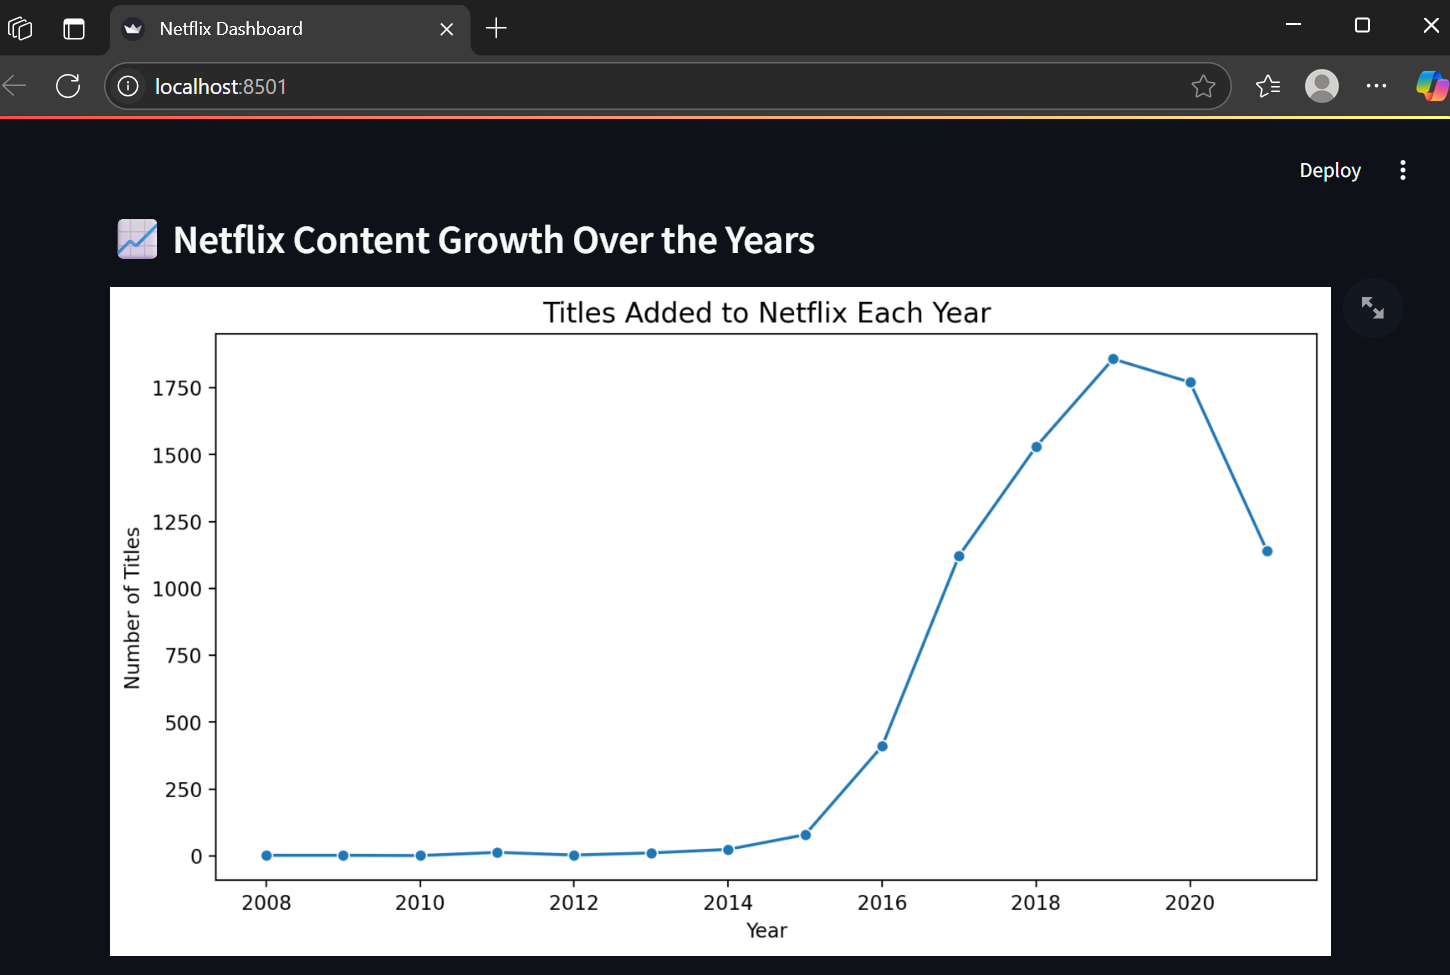 Netflix Dashboard
localhost:8501
Deploy
📈 Netflix Content Growth Over the Years
Titles Added to Netflix Each Year
1750
1500
1250
1000
750
500
250
0
Number of Titles
2008 2010 2012 2014 2016 2018 2020
Year